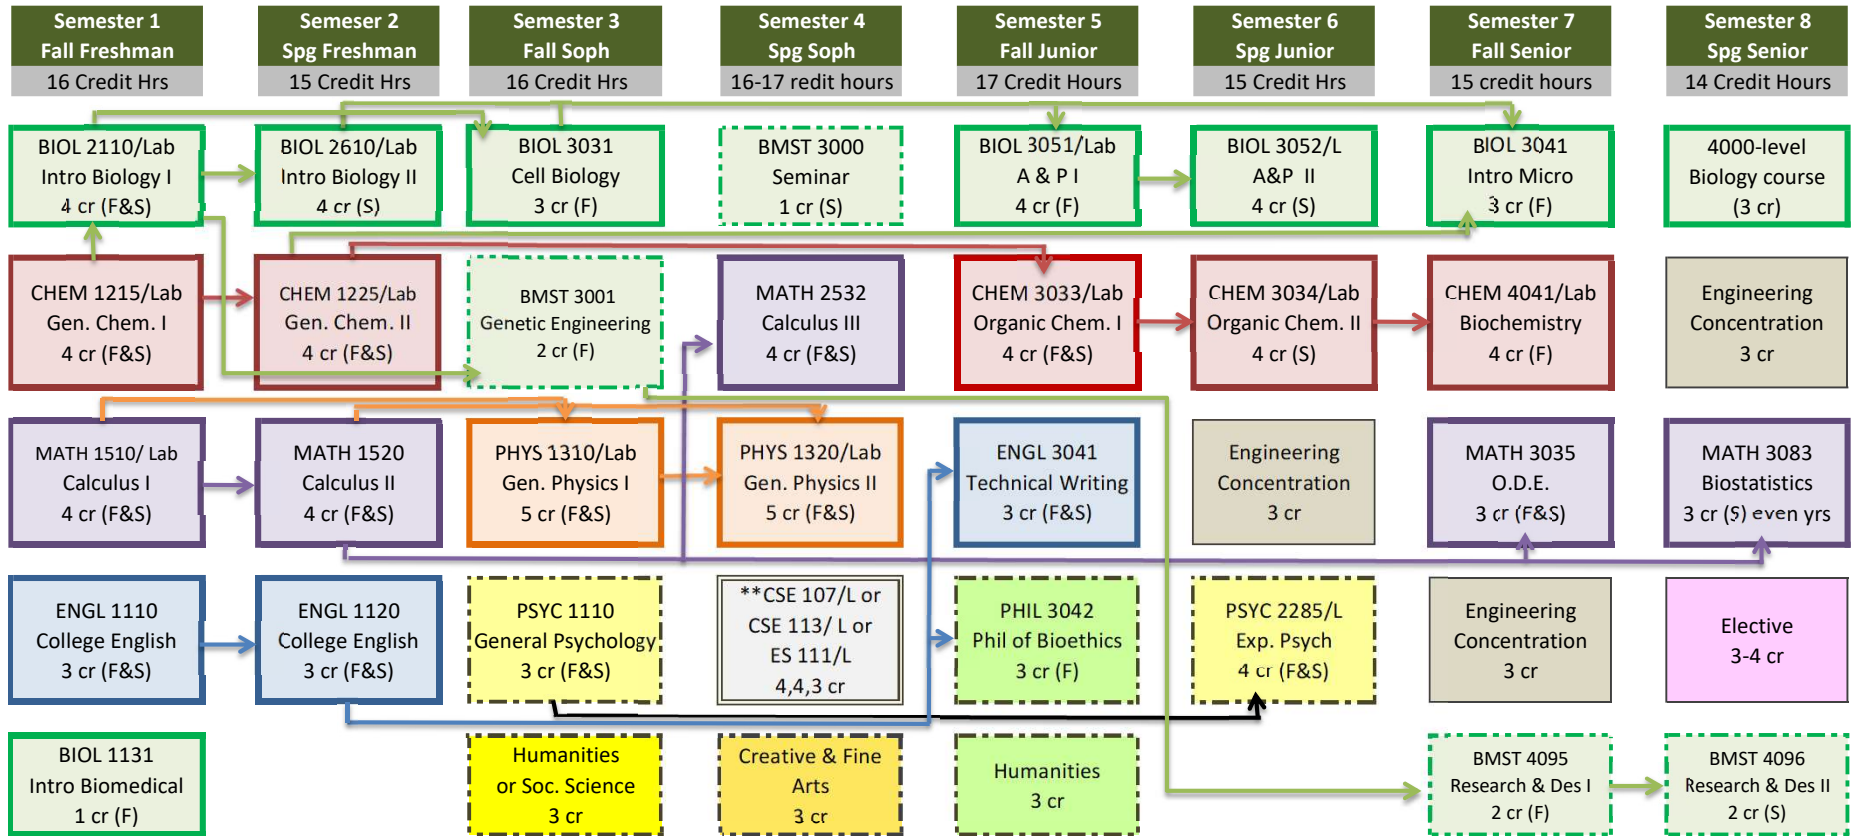 Semester 1
Fall Freshman
16 Credit Hrs
Semeser 2
Spg Freshman
15 Credit Hrs
Semester 3
Fall Soph
16 Credit Hrs
Semester 4
Spg Soph
16-17 redit hours
Semester 5
Fall Junior
17 Credit Hours
Semester 6
Spg Junior
15 Credit Hrs
Semester 7
Fall Senior
15 credit hours
Semester 8
Spg Senior
14 Credit Hours
BIOL 2110/Lab
Intro Biology I
4 cr (F&S)
BIOL 2610/Lab
Intro Biology II
4 cr (S)
BIOL 3031
Cell Biology
3 cr (F)
BMST 3000
Seminar
1 cr (S)
BIOL 3051/Lab
A & P I
4 cr (F)
BIOL 3052/L
A&P II
4 cr (S)
BIOL 3041
Intro Micro
3 cr (F)
4000-level
Biology course
(3 cr)
CHEM 1215/Lab
Gen. Chem. I
4 cr (F&S)
CHEM 1225/Lab
Gen. Chem. II
4 cr (F&S)
BMST 3001
Genetic Engineering
2 cr (F)
MATH 2532
Calculus III
4 cr (F&S)
CHEM 3033/Lab
Organic Chem. I
4 cr (F&S)
CHEM 3034/Lab
Organic Chem. II
4 cr (S)
CHEM 4041/Lab
Biochemistry
4 cr (F)
Engineering
Concentration
3 cr
MATH 1510/ Lab
Calculus I
4 cr (F&S)
MATH 1520
Calculus II
4 cr (F&S)
PHYS 1310/Lab
Gen. Physics I
5 cr (F&S)
PHYS 1320/Lab
Gen. Physics II
5 cr (F&S)
ENGL 3041
Technical Writing
3 cr (F&S)
Engineering
Concentration
3 cr
MATH 3035
O.D.E.
3 cr (F&S)
MATH 3083
Biostatistics
3 cr (S) even yrs
ENGL 1110
College English
3 cr (F&S)
ENGL 1120
College English
3 cr (F&S)
PSYC 1110
General Psychology
3 cr (F&S)
**CSE 107/L or
CSE 113/ L or
ES 111/L
4,4,3 cr
PHIL 3042
Phil of Bioethics
3 cr (F)
PSYC 2285/L
Exp. Psych
4 cr (F&S)
Engineering
Concentration
3 cr
Elective
3-4 cr
BIOL 1131
Intro Biomedical
1 cr (F)
Humanities
or Soc. Science
3 cr
Creative & Fine
Arts
3 cr
Humanities
3 cr
BMST 4095
Research & Des I
2 cr (F)
BMST 4096
Research & Des II
2 cr (S)